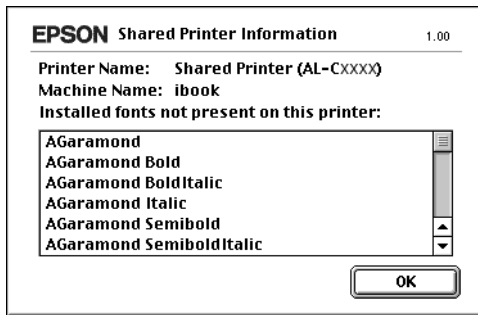 EPSON Shared Printer Information 1.00
Printer Name: Shared Printer (AL-CXXXX)
Machine Name: ibook
Installed fonts not present on this printer:
AGaramond
AGaramond Bold
AGaramond BoldItalic
AGaramond Italic
AGaramond Semibold
AGaramond SemiboldItalic
OK